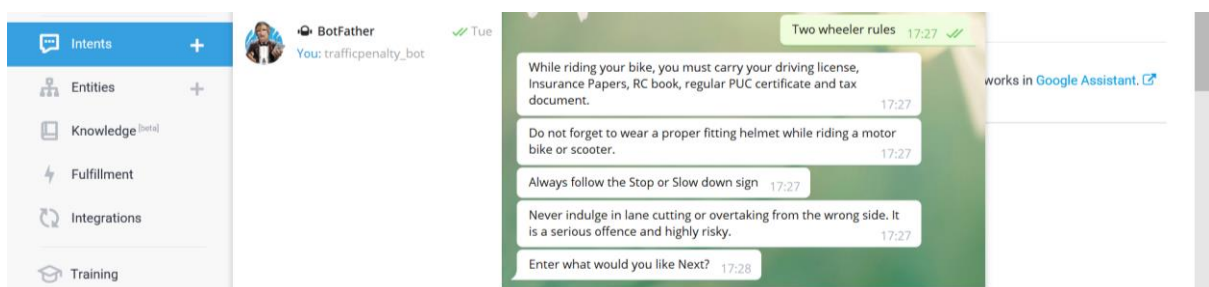 Intents +
Entities +
Knowledge [beta]
Fulfillment
Integrations
Training
BotFather Tue
You: trafficpenalty_bot
Two wheeler rules 17:27
While riding your bike, you must carry your driving license,
Insurance Papers, RC book, regular PUC certificate and tax
document. 17:27
Do not forget to wear a proper fitting helmet while riding a motor
bike or scooter. 17:27
Always follow the Stop or Slow down sign 17:27
Never indulge in lane cutting or overtaking from the wrong side. It
is a serious offence and highly risky. 17:27
Enter what would you like Next? 17:28
works in Google Assistant.